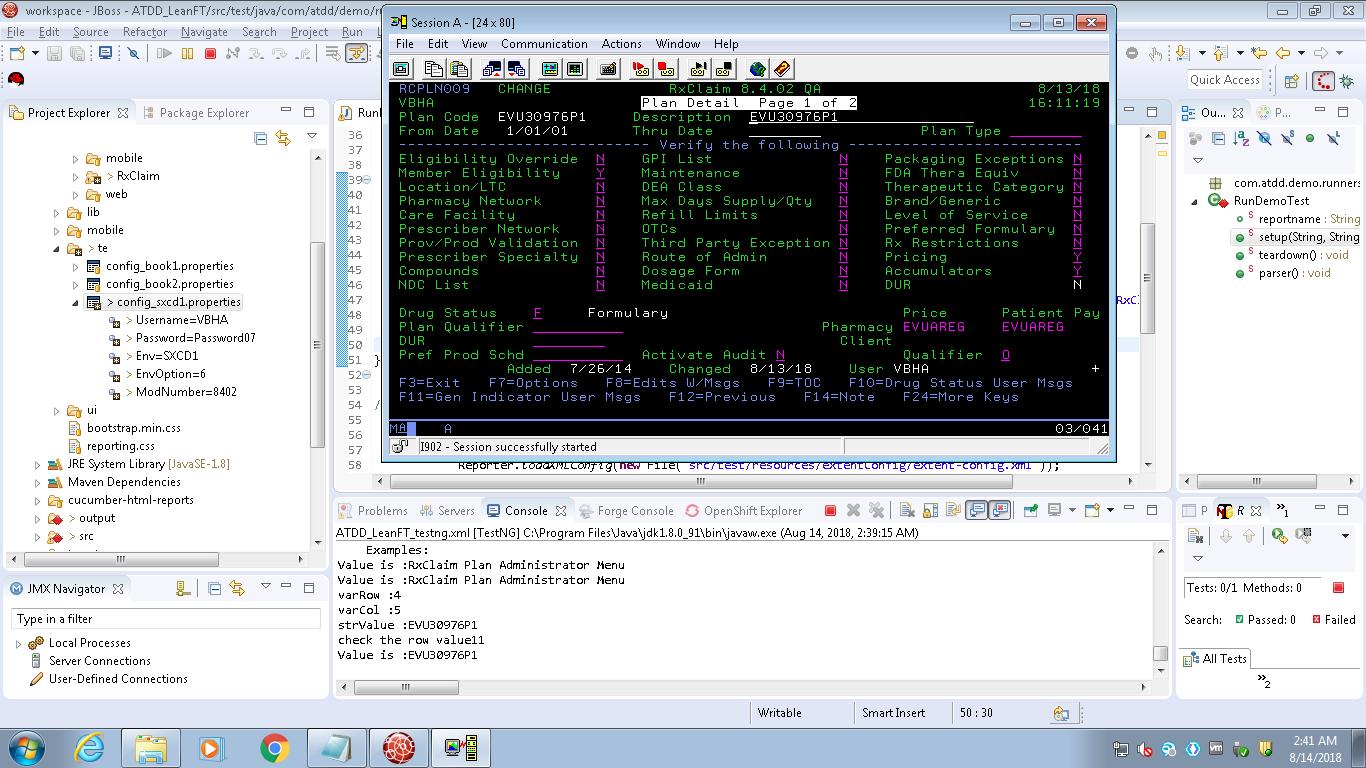 workspace - JBoss - ATDD_LeanFT/src/test/java/com/atdd/demo/r
File Edit Source Refactor Navigate Search Project Run
Quick Access
Project Explorer Package Explorer
mobile
> RxClaim
web
lib
mobile
> te
config_book1.properties
config_book2.properties
> config_sxcd1.properties
> Username=VBHA
> Password=Password07
> Env=SXCD1
> EnvOption=6
> ModNumber=8402
ui
bootstrap.min.css
reporting.css
JRE System Library [JavaSE-1.8]
Maven Dependencies
cucumber-html-reports
> output
> src
JMX Navigator
Type in a filter
Local Processes
Server Connections
User-Defined Connections
Session A - [24 x 80]
File Edit View Communication Actions Window Help
RCPLN009 CHANGE RxClaim 8.4.02 QA 8/13/18
VBHA Plan Detail Page 1 of 2 16:11:19
Plan Code EVU30976P1 Description EVU30976P1
From Date 1/01/01 Thru Date Plan Type
Verify the following
Eligibility Override N GPI List N Packaging Exceptions N
Member Eligibility Y Maintenance N FDA Thera Equiv N
Location/LTC N DEA Class N Therapeutic Category N
Pharmacy Network N Max Days Supply/Qty N Brand/Generic N
Care Facility N Refill Limits N Level of Service N
Prescriber Network N OTCs N Preferred Formulary N
Prov/Prod Validation N Third Party Exception N Rx Restrictions N
Prescriber Specialty N Route of Admin N Pricing Y
Compounds N Dosage Form N Accumulators Y
NDC List N Medicaid N DUR N
Drug Status F Formulary Price Patient Pay
Plan Qualifier Pharmacy EVUAREG EVUAREG
DUR Client
Pref Prod Schd Activate Audit N Qualifier O
Added 7/26/14 Changed 8/13/18 User VBHA +
F3=Exit F7=Options F8=Edits W/Msgs F9=TOC F10=Drug Status User Msgs
F11=Gen Indicator User Msgs F12=Previous F14=Note F24=More Keys
MA A 03/041
I902 - Session successfully started
Run
36
37
38
39
40
41
42
43
44
45
46
47
48
49
50
51 }
52
53
54 /
55
56
57
58 Reporter.loadXMLConfig(new File("src/test/resources/extentConfig/extent-config.xml"));
RxCl
Ou...
P...
com.atdd.demo.runners
RunDemoTest
reportname : String
setup(String, String
teardown() : void
parser() : void
Problems Servers Console Forge Console OpenShift Explorer
ATDD_LeanFT_testng.xml [TestNG] C:\Program Files\Java\jdk1.8.0_91\bin\javaw.exe (Aug 14, 2018, 2:39:15 AM)
Examples:
Value is :RxClaim Plan Administrator Menu
Value is :RxClaim Plan Administrator Menu
varRow :4
varCol :5
strValue :EVU30976P1
check the row value11
Value is :EVU30976P1
P R »1
Tests: 0/1 Methods: 0
Search: Passed: 0 Failed
All Tests
»2
Writable Smart Insert 50 : 30
2:41 AM
8/14/2018